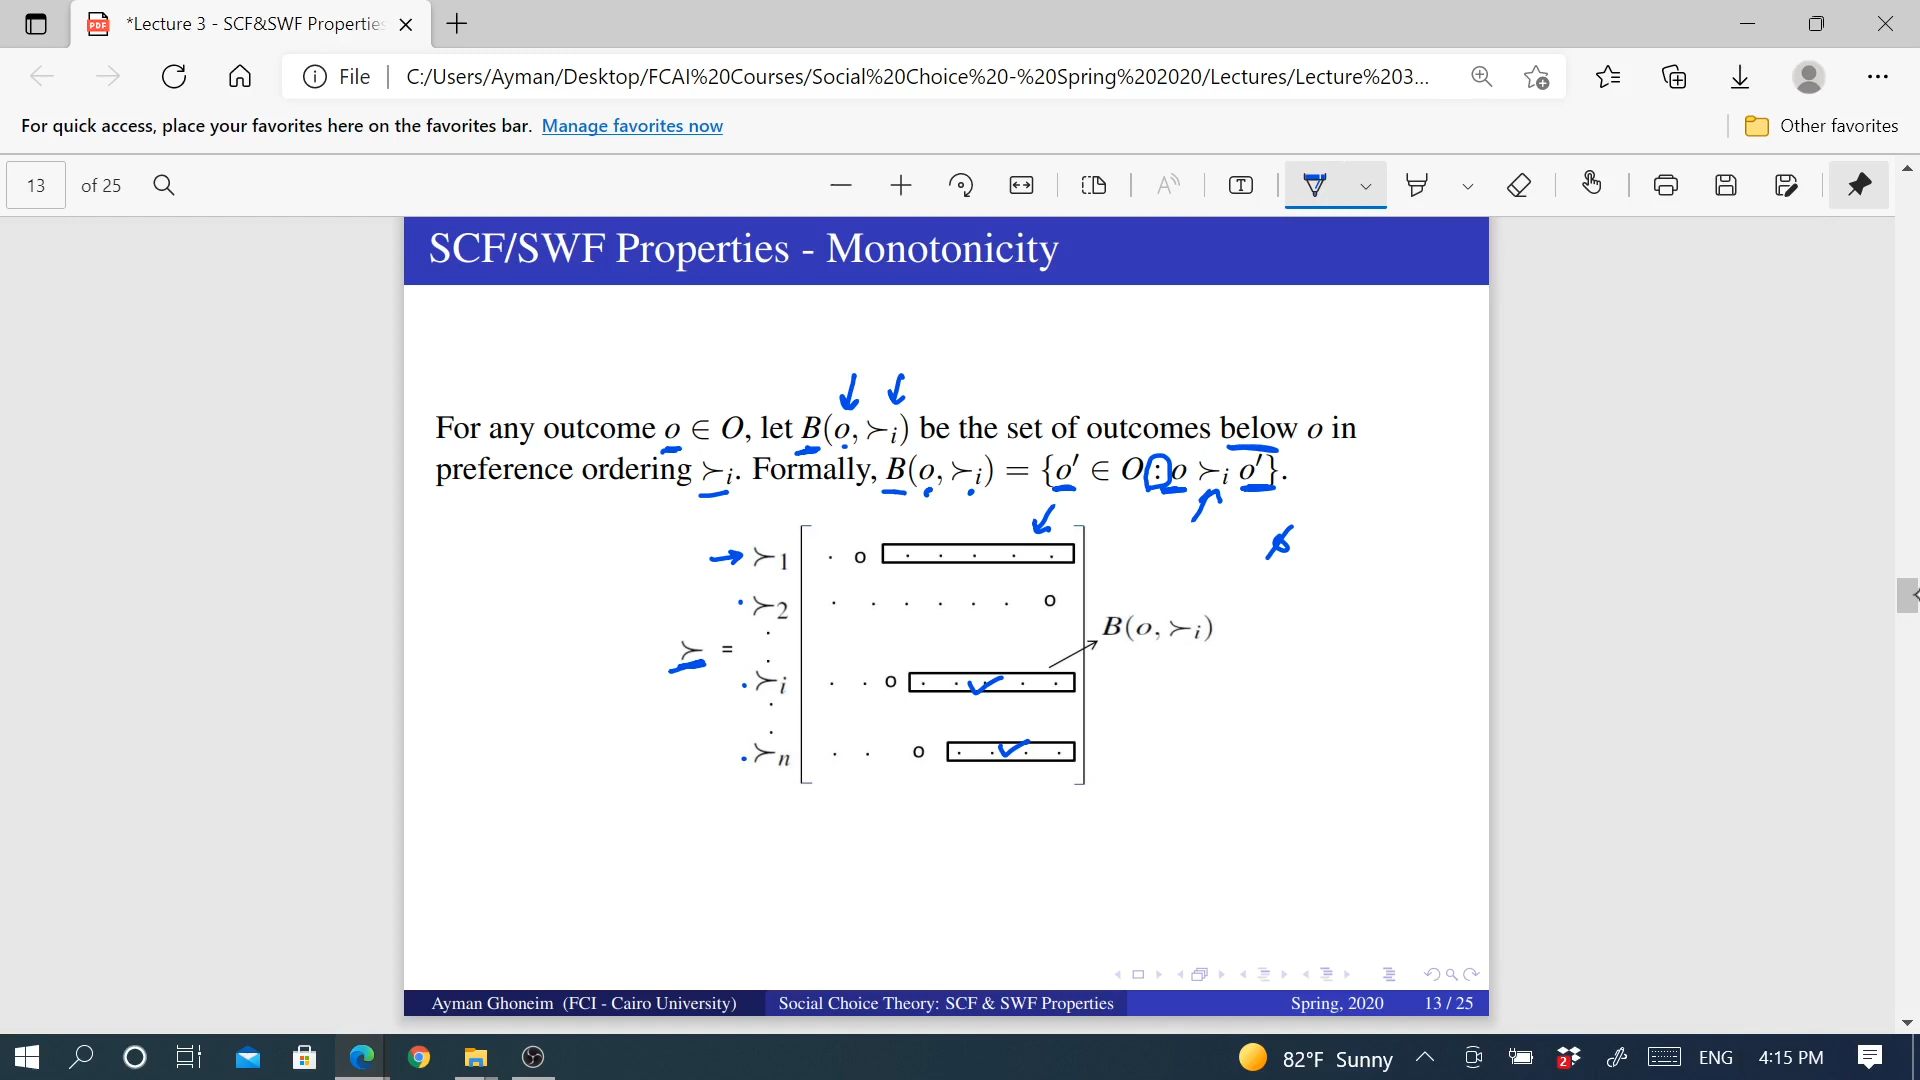 *Lecture 3 - SCF&SWF Properties
File
C:/Users/Ayman/Desktop/FCAI%20Courses/Social%20Choice%20-%20Spring%202020/Lectures/Lecture%203...
For quick access, place your favorites here on the favorites bar. Manage favorites now
Other favorites
13 of 25
SCF/SWF Properties - Monotonicity
For any outcome o ∈ O, let B(o, ≻i) be the set of outcomes below o in
preference ordering ≻i. Formally, B(o, ≻i) = {o′ ∈ O : o ≻i o′}.
≻1 . o . . . . .
≻2 . . . . . . o
B(o, ≻i)
≻ =
≻i . . o . . . . .
≻n . . o . . . .
Ayman Ghoneim (FCI - Cairo University) Social Choice Theory: SCF & SWF Properties Spring, 2020 13 / 25
2
82°F Sunny
ENG
4:15 PM